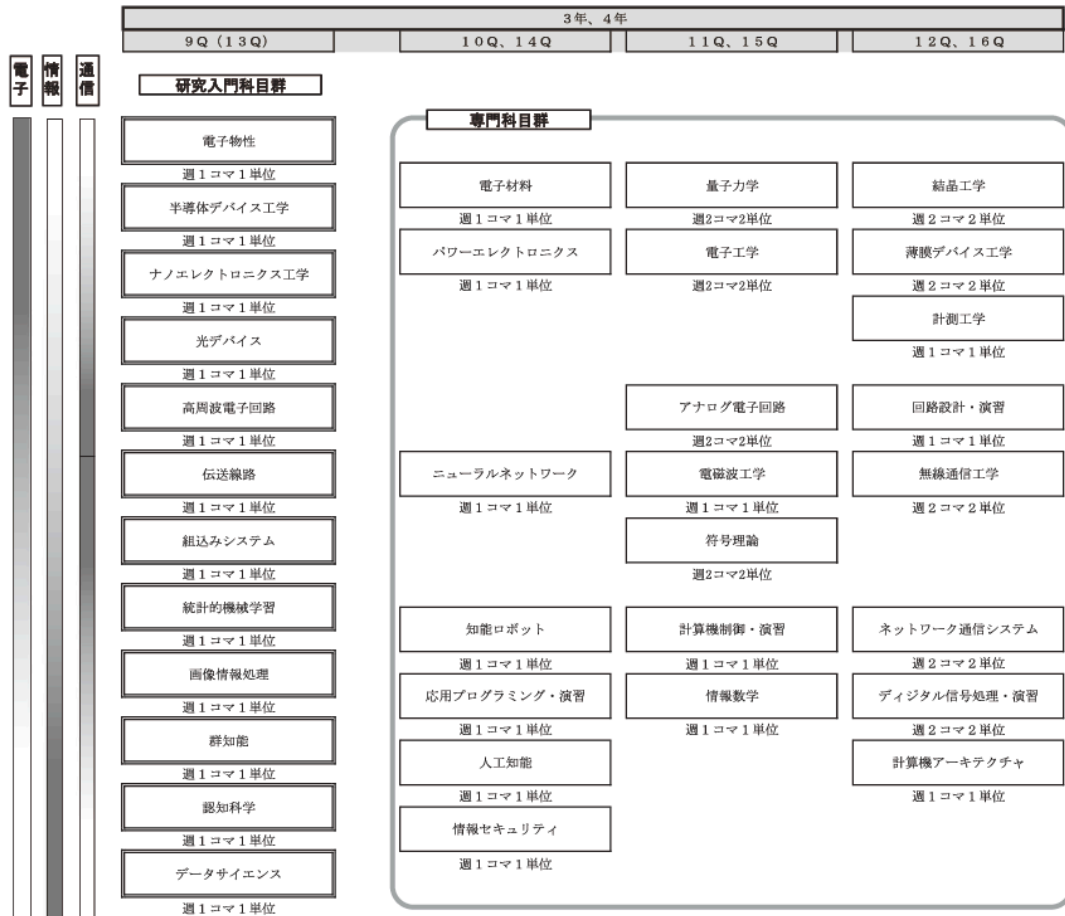 3年、4年
9Q（13Q）
10Q、14Q
11Q、15Q
12Q、16Q
電子
情報
通信
研究入門科目群
電子物性
週1コマ1単位
半導体デバイス工学
週1コマ1単位
ナノエレクトロニクス工学
週1コマ1単位
光デバイス
週1コマ1単位
高周波電子回路
週1コマ1単位
伝送線路
週1コマ1単位
組込みシステム
週1コマ1単位
統計的機械学習
週1コマ1単位
画像情報処理
週1コマ1単位
群知能
週1コマ1単位
認知科学
週1コマ1単位
データサイエンス
週1コマ1単位
専門科目群
電子材料
週1コマ1単位
パワーエレクトロニクス
週1コマ1単位
ニューラルネットワーク
週1コマ1単位
知能ロボット
週1コマ1単位
応用プログラミング・演習
週1コマ1単位
人工知能
週1コマ1単位
情報セキュリティ
週1コマ1単位
量子力学
週2コマ2単位
電子工学
週2コマ2単位
アナログ電子回路
週2コマ2単位
電磁波工学
週1コマ1単位
符号理論
週2コマ2単位
計算機制御・演習
週1コマ1単位
情報数学
週1コマ1単位
結晶工学
週2コマ2単位
薄膜デバイス工学
週2コマ2単位
計測工学
週1コマ1単位
回路設計・演習
週1コマ1単位
無線通信工学
週2コマ2単位
ネットワーク通信システム
週2コマ2単位
ディジタル信号処理・演習
週2コマ2単位
計算機アーキテクチャ
週1コマ1単位